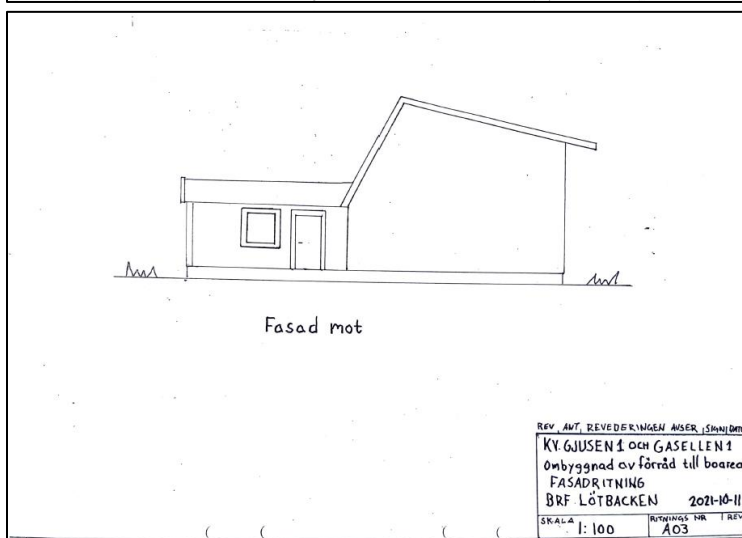 Fasad mot
REV ANT, REVEDERINGEN AVSER, SIGN, DATE
KV. GJUSEN 1 OCH GASELLEN 1
Ombyggnad av förråd till boarea
FASADRITNING
BRF LÖTBACKEN 2021-10-11
SKALA 1:100 RITNINGS NR A03 REV